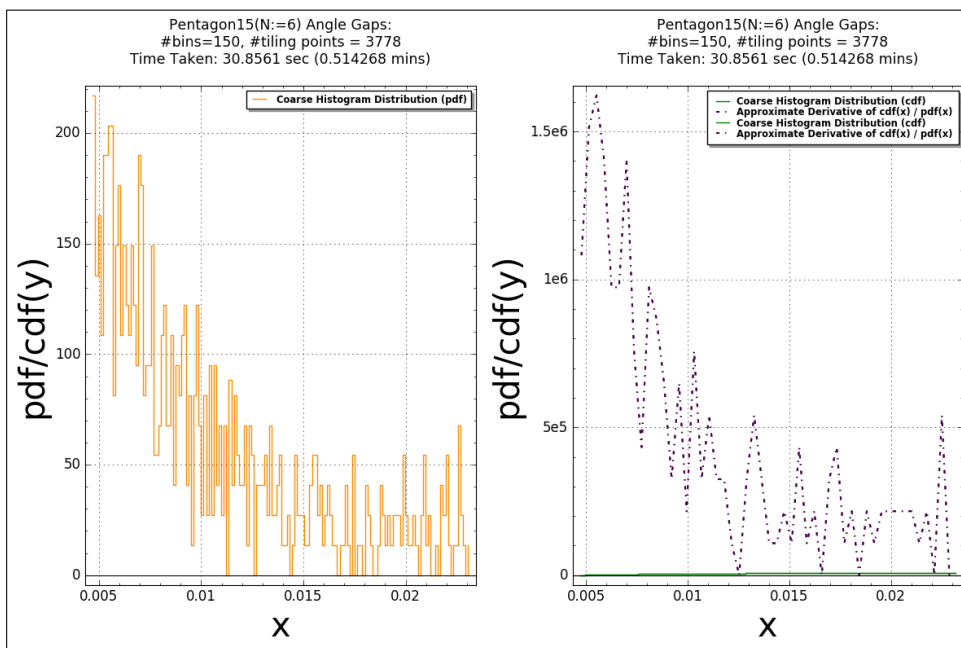 Pentagon15(N:=6) Angle Gaps:
#bins=150, #tiling points = 3778
Time Taken: 30.8561 sec (0.514268 mins)
Coarse Histogram Distribution (pdf)
200
150
100
50
0
0.005
0.01
0.015
0.02
pdf/cdf(y)
x
Pentagon15(N:=6) Angle Gaps:
#bins=150, #tiling points = 3778
Time Taken: 30.8561 sec (0.514268 mins)
Coarse Histogram Distribution (cdf)
Approximate Derivative of cdf(x) / pdf(x)
Coarse Histogram Distribution (cdf)
Approximate Derivative of cdf(x) / pdf(x)
1.5e6
1e6
5e5
0
0.005
0.01
0.015
0.02
pdf/cdf(y)
x